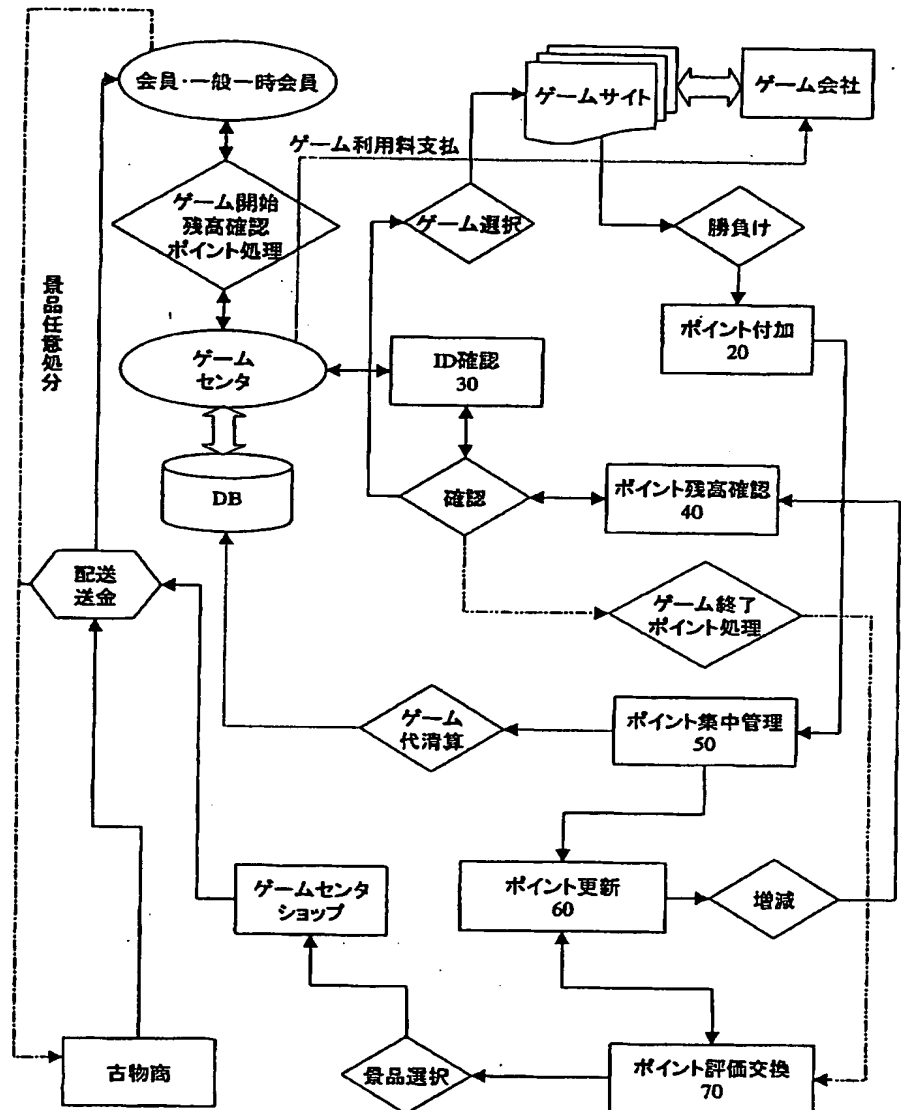 会員・一般一時会員
ゲームサイト
ゲーム会社
ゲーム利用料支払
ゲーム開始
残高確認
ポイント処理
ゲーム選択
勝負け
景品任意処分
ゲーム
センタ
ID確認
30
ポイント付加
20
DB
確認
ポイント残高確認
40
配送
送金
ゲーム終了
ポイント処理
ゲーム
代清算
ポイント集中管理
50
ゲームセンタ
ショップ
ポイント更新
60
増減
古物商
景品選択
ポイント評価交換
70